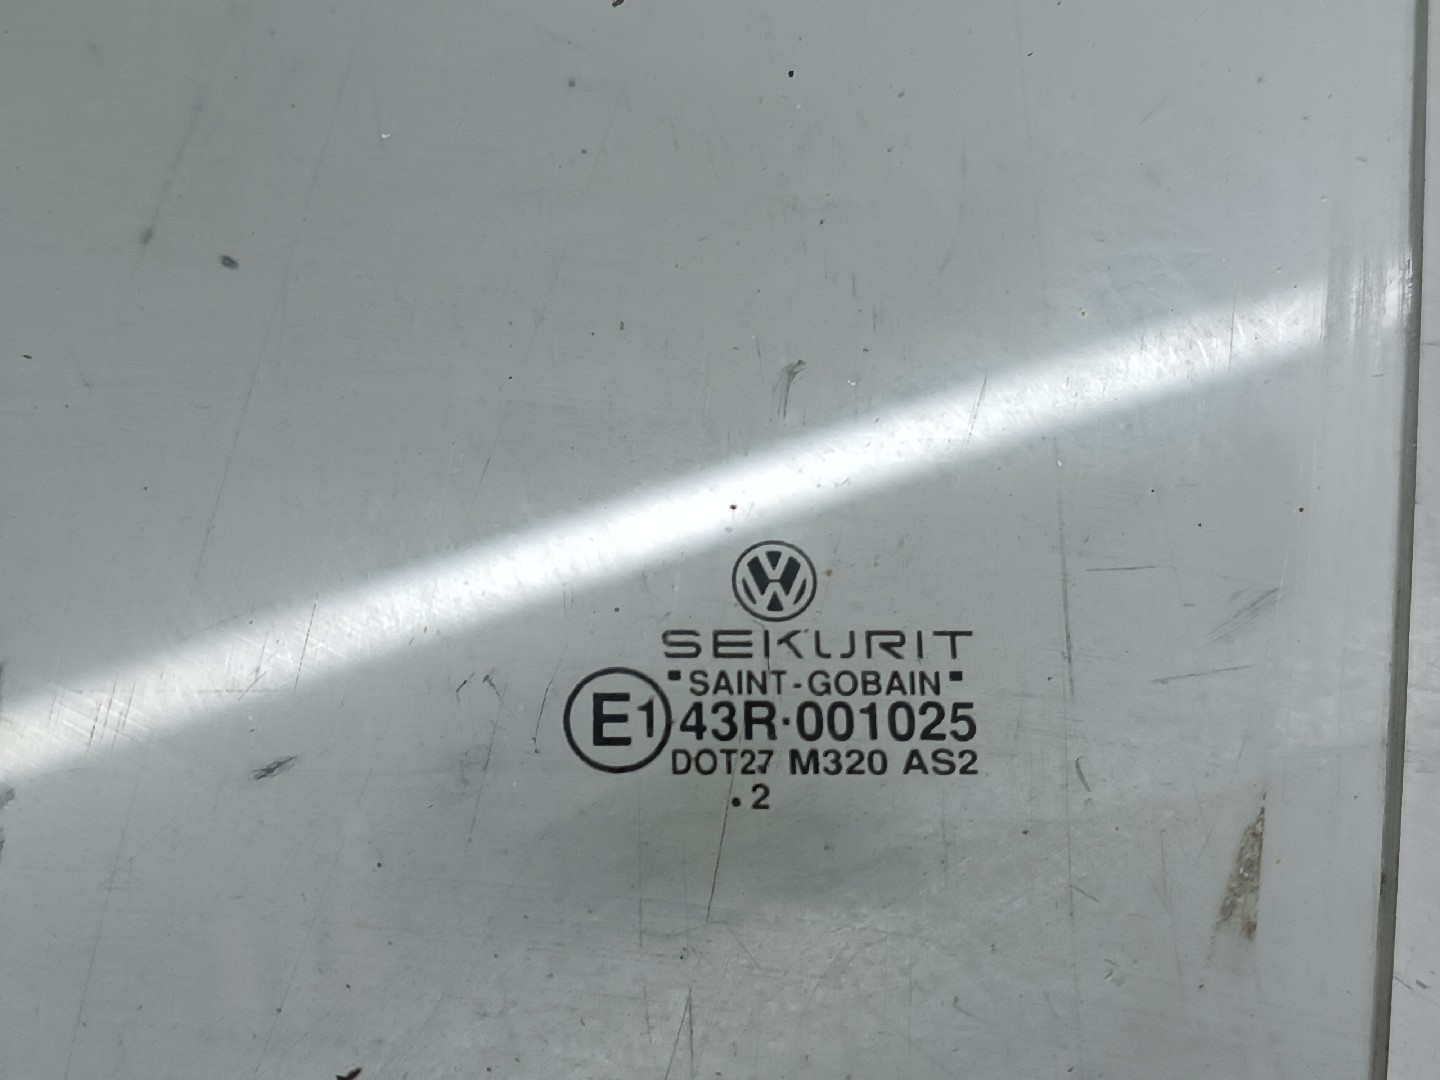 SEKURIT
"SAINT-GOBAIN"
E1 43R·001025
DOT27 M320 AS2
.2